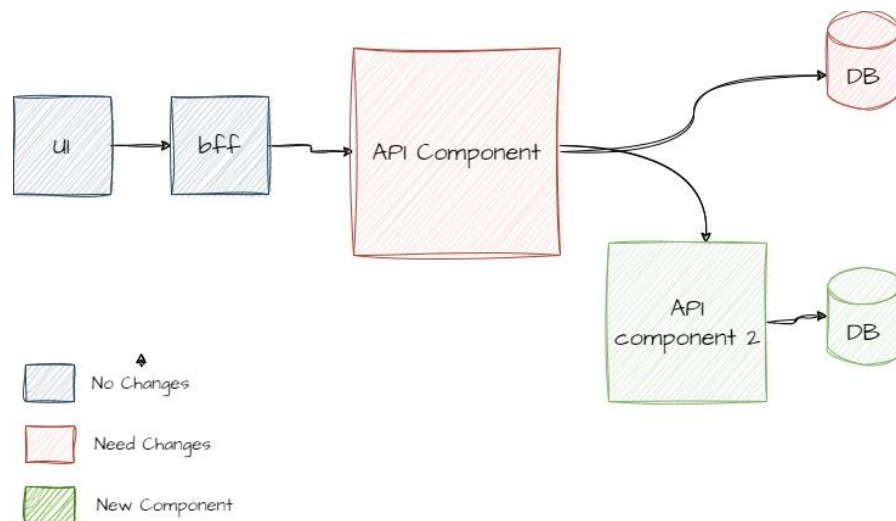 UI
bff
API Component
DB
API
component 2
DB
No Changes
Need Changes
New Component